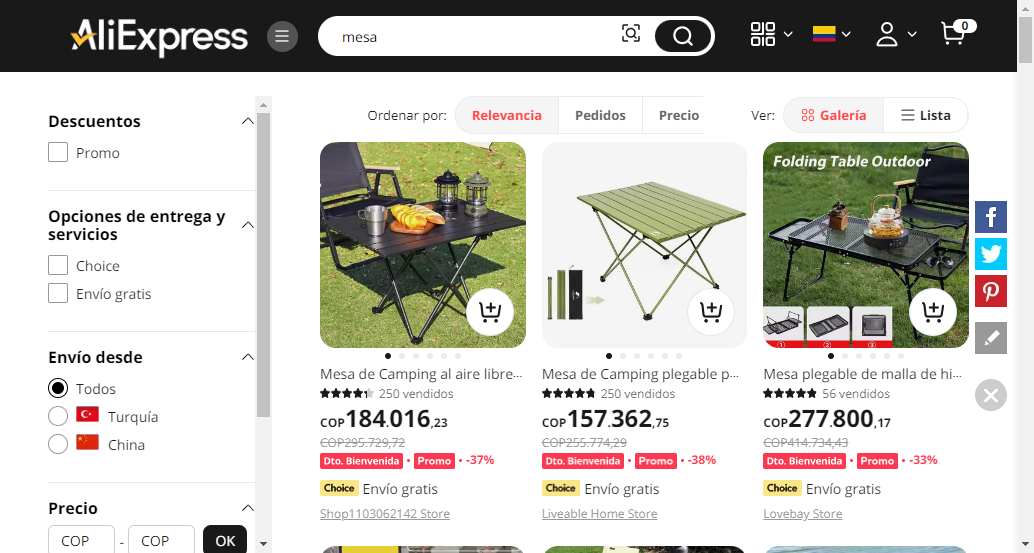 AliExpress
mesa
0
Descuentos
Promo
Opciones de entrega y
servicios
Choice
Envío gratis
Envío desde
Todos
Turquía
China
Precio
COP - COP OK
Ordenar por: Relevancia Pedidos Precio
Ver: Galería Lista
Mesa de Camping al aire libre...
250 vendidos
COP184.016,23
COP295.729,72
Dto. Bienvenida · Promo · -37%
Choice Envío gratis
Shop1103062142 Store
Mesa de Camping plegable p...
250 vendidos
COP157.362,75
COP255.774,29
Dto. Bienvenida · Promo · -38%
Choice Envío gratis
Liveable Home Store
Folding Table Outdoor
1 2 3
Mesa plegable de malla de hi...
56 vendidos
COP277.800,17
COP414.734,43
Dto. Bienvenida · Promo · -33%
Choice Envío gratis
Lovebay Store